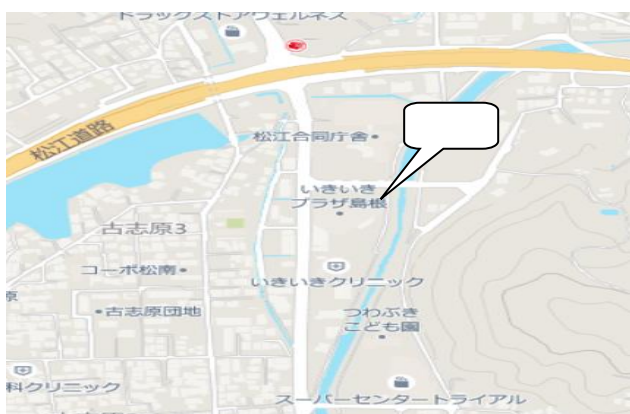 ドラッグストアウェルネス
松江道路
松江合同庁舎
いきいき
プラザ島根
古志原3
コーポ松南
いきいきクリニック
原
古志原団地
つわぶき
こども園
科クリニック
スーパーセンタートライアル